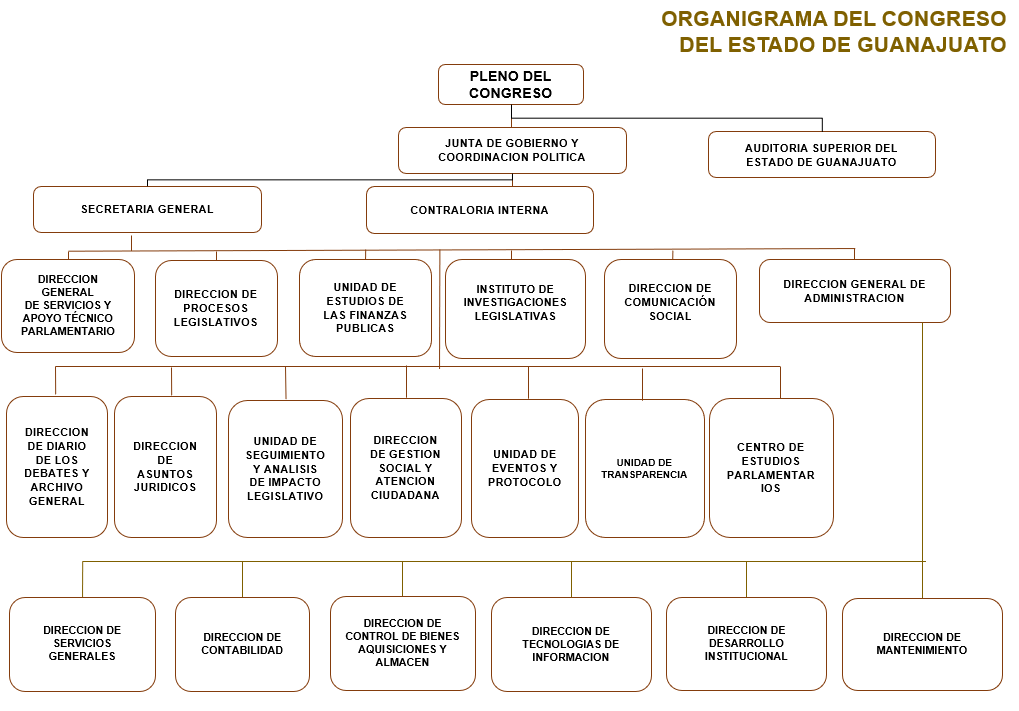 ORGANIGRAMA DEL CONGRESO
DEL ESTADO DE GUANAJUATO
PLENO DEL
CONGRESO
JUNTA DE GOBIERNO Y
COORDINACION POLITICA
AUDITORIA SUPERIOR DEL
ESTADO DE GUANAJUATO
SECRETARIA GENERAL
CONTRALORIA INTERNA
DIRECCION
GENERAL
DE SERVICIOS Y
APOYO TÉCNICO
PARLAMENTARIO
DIRECCION DE
PROCESOS
LEGISLATIVOS
UNIDAD DE
ESTUDIOS DE
LAS FINANZAS
PUBLICAS
INSTITUTO DE
INVESTIGACIONES
LEGISLATIVAS
DIRECCION DE
COMUNICACIÓN
SOCIAL
DIRECCION GENERAL DE
ADMINISTRACION
DIRECCION
DE DIARIO
DE LOS
DEBATES Y
ARCHIVO
GENERAL
DIRECCION
DE
ASUNTOS
JURIDICOS
UNIDAD DE
SEGUIMIENTO
Y ANALISIS
DE IMPACTO
LEGISLATIVO
DIRECCION
DE GESTION
SOCIAL Y
ATENCION
CIUDADANA
UNIDAD DE
EVENTOS Y
PROTOCOLO
UNIDAD DE
TRANSPARENCIA
CENTRO DE
ESTUDIOS
PARLAMENTAR
IOS
DIRECCION DE
SERVICIOS
GENERALES
DIRECCION DE
CONTABILIDAD
DIRECCION DE
CONTROL DE BIENES
AQUISICIONES Y
ALMACEN
DIRECCION DE
TECNOLOGIAS DE
INFORMACION
DIRECCION DE
DESARROLLO
INSTITUCIONAL
DIRECCION DE
MANTENIMIENTO